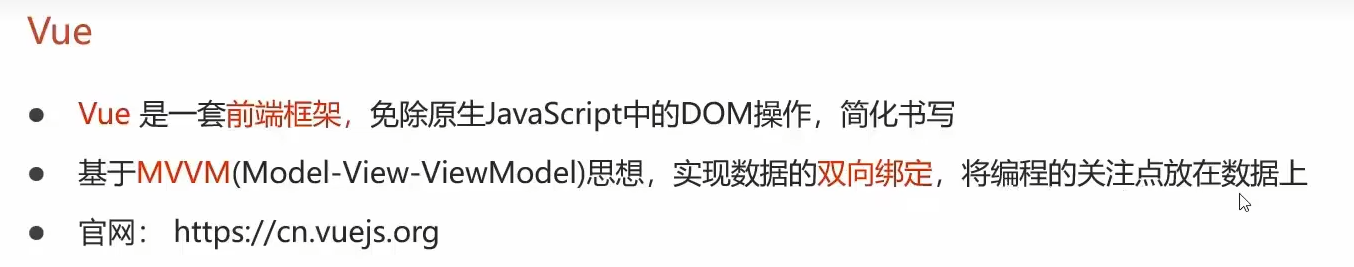 Vue
● Vue 是一套前端框架，免除原生JavaScript中的DOM操作，简化书写
● 基于MVVM(Model-View-ViewModel)思想，实现数据的双向绑定，将编程的关注点放在数据上
● 官网： https://cn.vuejs.org